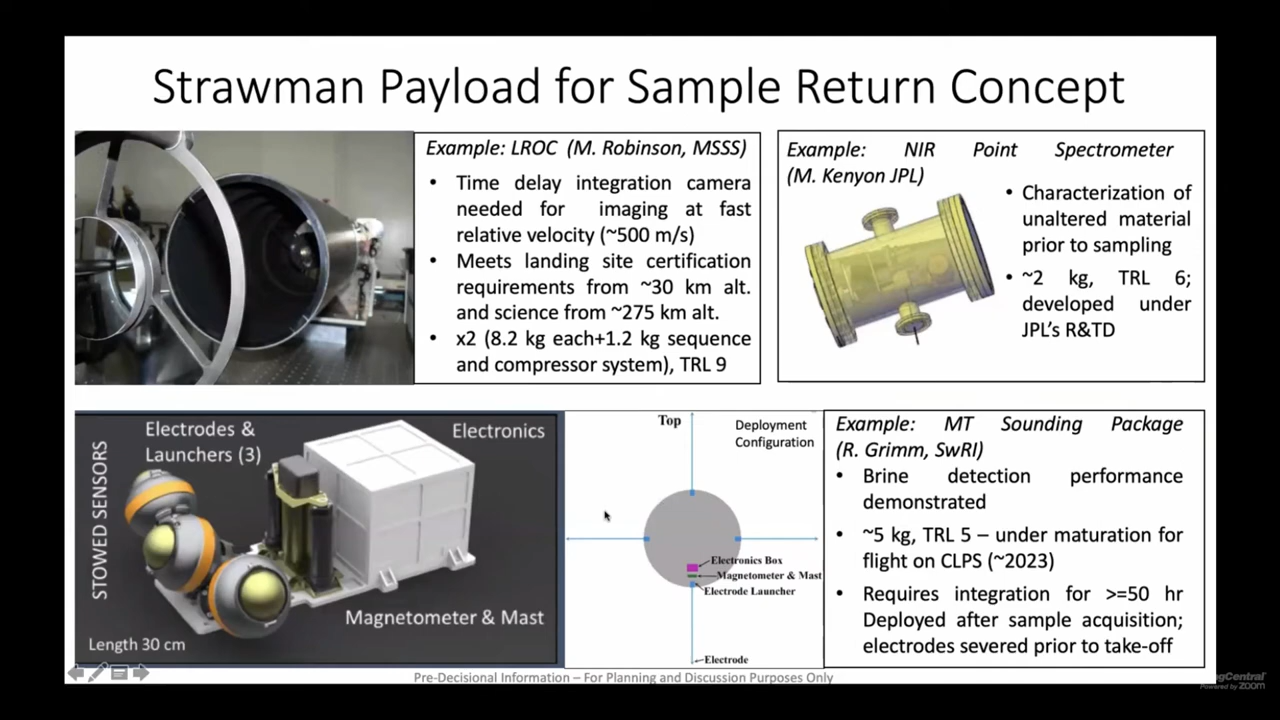 Strawman Payload for Sample Return Concept
Example: LROC (M. Robinson, MSSS)
• Time delay integration camera
needed for imaging at fast
relative velocity (~500 m/s)
• Meets landing site certification
requirements from ~30 km alt.
and science from ~275 km alt.
• x2 (8.2 kg each+1.2 kg sequence
and compressor system), TRL 9
Example: NIR Point Spectrometer
(M. Kenyon JPL)
• Characterization of
unaltered material
prior to sampling
• ~2 kg, TRL 6;
developed under
JPL's R&TD
STOWED SENSORS
Electrodes &
Launchers (3)
Electronics
Magnetometer & Mast
Length 30 cm
Top
Deployment
Configuration
Electronics Box
Magnetometer & Mast
Electrode Launcher
Electrode
Example: MT Sounding Package
(R. Grimm, SwRI)
• Brine detection performance
demonstrated
• ~5 kg, TRL 5 – under maturation for
flight on CLPS (~2023)
• Requires integration for >=50 hr
Deployed after sample acquisition;
electrodes severed prior to take-off
Pre-Decisional Information – For Planning and Discussion Purposes Only
gCentral
Powered by zoom